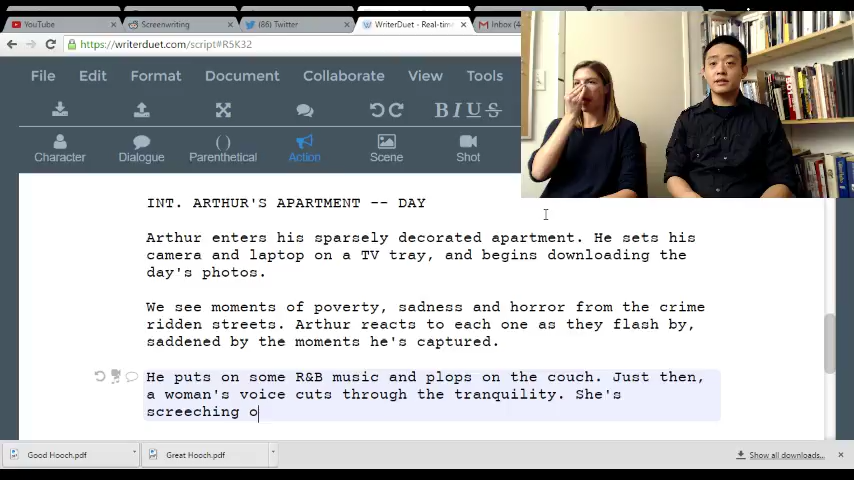 YouTube
Screenwriting
(86) Twitter
WriterDuet - Real-time
Inbox (4
https://writerduet.com/script#R5K32
File Edit Format Document Collaborate View Tools
B I U S
Character Dialogue Parenthetical Action Scene Shot
INT. ARTHUR'S APARTMENT -- DAY
Arthur enters his sparsely decorated apartment. He sets his
camera and laptop on a TV tray, and begins downloading the
day's photos.
We see moments of poverty, sadness and horror from the crime
ridden streets. Arthur reacts to each one as they flash by,
saddened by the moments he's captured.
He puts on some R&B music and plops on the couch. Just then,
a woman's voice cuts through the tranquility. She's
screeching o
Good Hooch.pdf
Great Hooch.pdf
Show all downloads...